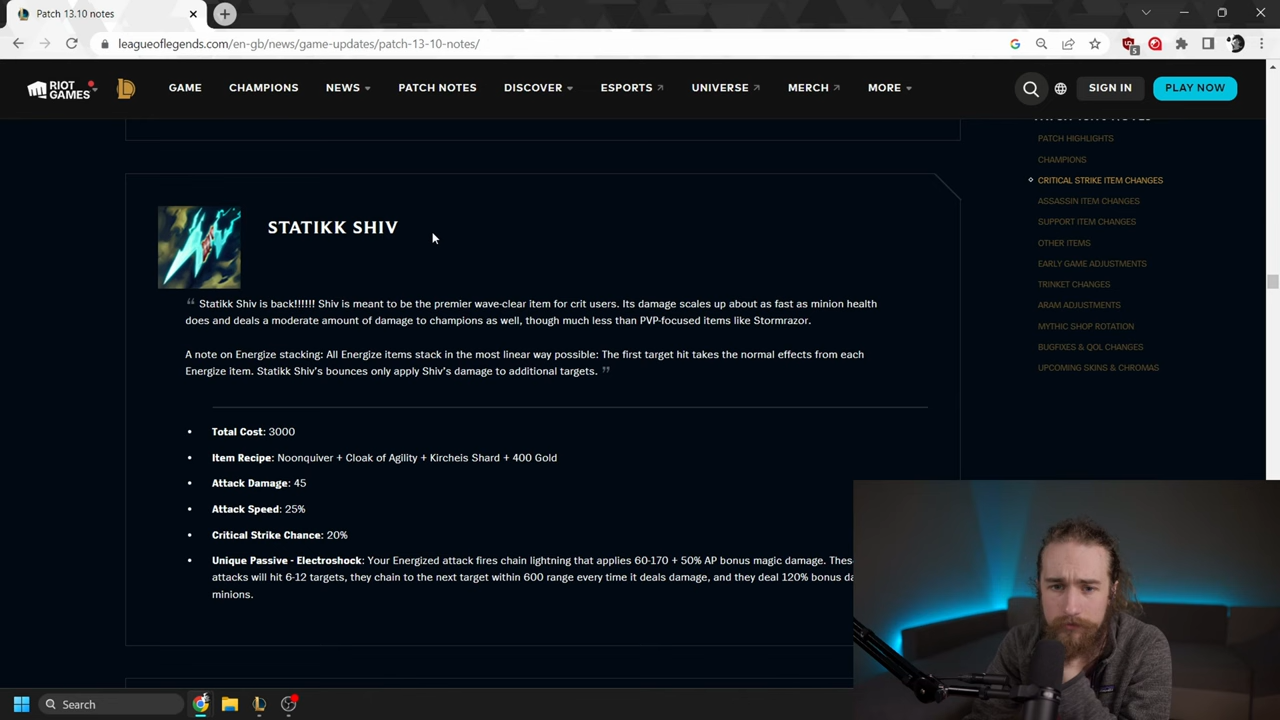 Patch 13.10 notes
leagueoflegends.com/en-gb/news/game-updates/patch-13-10-notes/
5
RIOT GAMES
GAME
CHAMPIONS
NEWS
PATCH NOTES
DISCOVER
ESPORTS
UNIVERSE
MERCH
MORE
SIGN IN
PLAY NOW
PATCH HIGHLIGHTS
CHAMPIONS
CRITICAL STRIKE ITEM CHANGES
ASSASSIN ITEM CHANGES
SUPPORT ITEM CHANGES
OTHER ITEMS
EARLY GAME ADJUSTMENTS
TRINKET CHANGES
ARAM ADJUSTMENTS
MYTHIC SHOP ROTATION
BUGFIXES & QOL CHANGES
UPCOMING SKINS & CHROMAS
STATIKK SHIV
“ Statikk Shiv is back!!!!!! Shiv is meant to be the premier wave-clear item for crit users. Its damage scales up about as fast as minion health
does and deals a moderate amount of damage to champions as well, though much less than PVP-focused items like Stormrazor.
A note on Energize stacking: All Energize items stack in the most linear way possible: The first target hit takes the normal effects from each
Energize item. Statikk Shiv's bounces only apply Shiv's damage to additional targets. ”
• Total Cost: 3000
• Item Recipe: Noonquiver + Cloak of Agility + Kircheis Shard + 400 Gold
• Attack Damage: 45
• Attack Speed: 25%
• Critical Strike Chance: 20%
• Unique Passive - Electroshock: Your Energized attack fires chain lightning that applies 60-170 + 50% AP bonus magic damage. These
attacks will hit 6-12 targets, they chain to the next target within 600 range every time it deals damage, and they deal 120% bonus da
minions.
Search